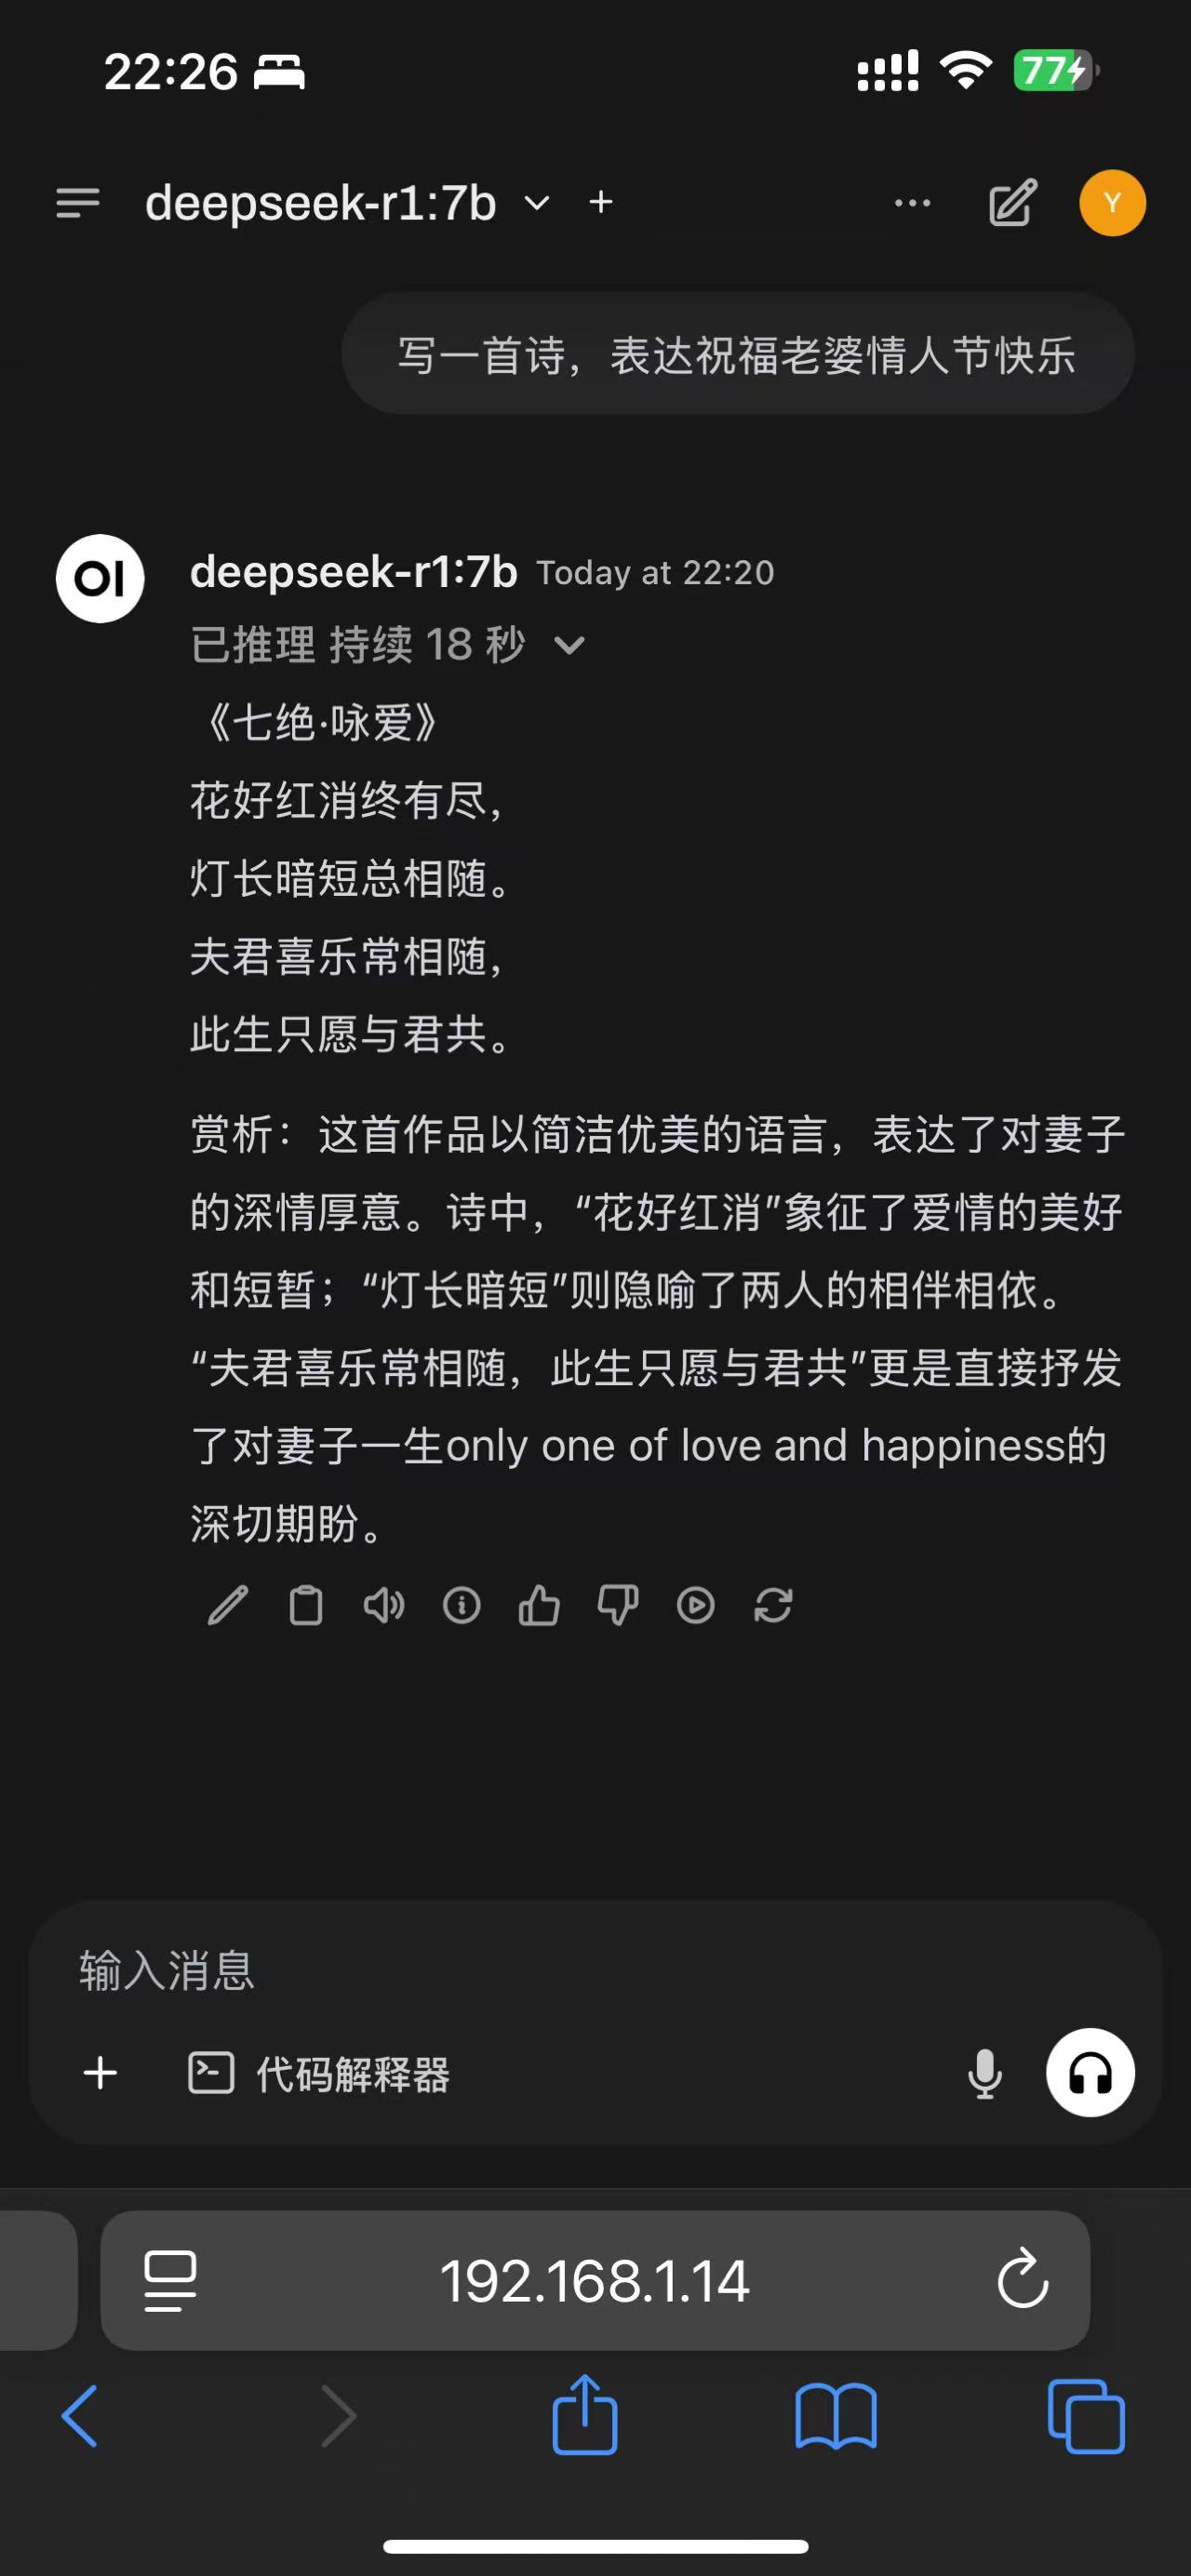 22:26
77
deepseek-r1:7b
Y
写一首诗，表达祝福老婆情人节快乐
OI
deepseek-r1:7b Today at 22:20
已推理 持续 18 秒
《七绝·咏爱》
花好红消终有尽，
灯长暗短总相随。
夫君喜乐常相随，
此生只愿与君共。
赏析：这首作品以简洁优美的语言，表达了对妻子
的深情厚意。诗中，“花好红消”象征了爱情的美好
和短暂；“灯长暗短”则隐喻了两人的相伴相依。
“夫君喜乐常相随，此生只愿与君共”更是直接抒发
了对妻子一生only one of love and happiness的
深切期盼。
输入消息
代码解释器
192.168.1.14